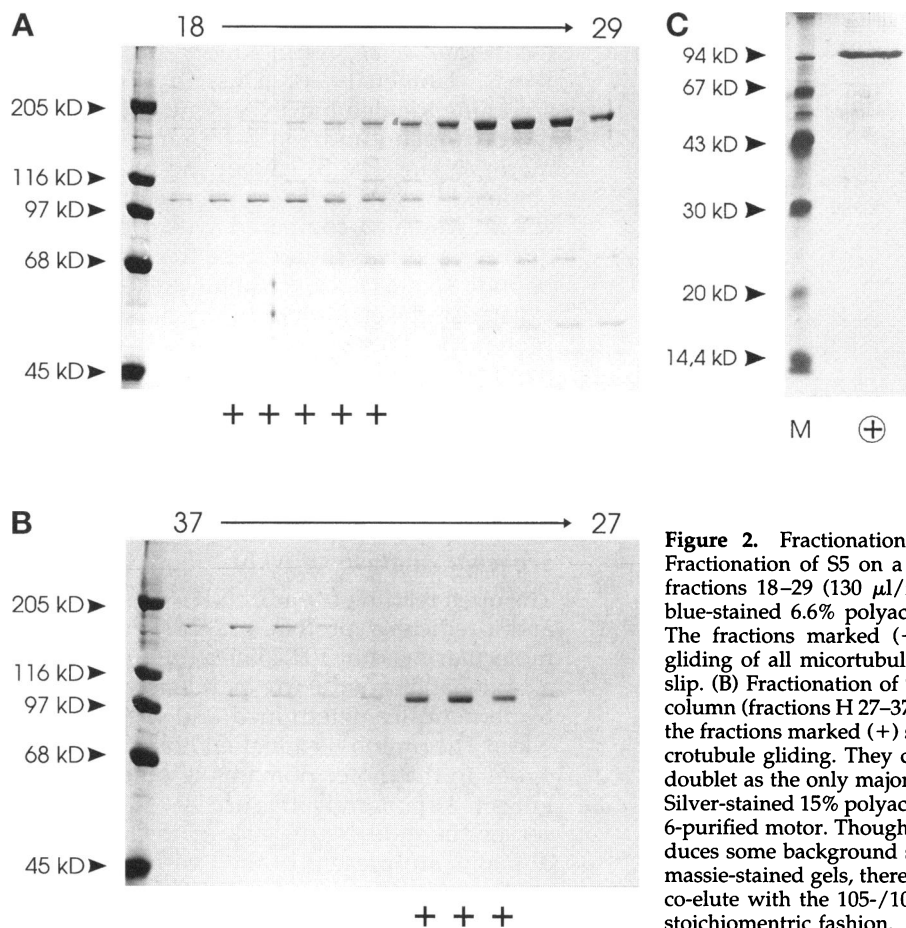 A
18
29
205 kD
116 kD
97 kD
68 kD
45 kD
+ + + + +
C
94 kD
67 kD
43 kD
30 kD
20 kD
14,4 kD
M +
B
37
27
205 kD
116 kD
97 kD
68 kD
45 kD
+ + +
Figure 2. Fractionation
Fractionation of S5 on a
fractions 18–29 (130 μl/
blue-stained 6.6% polyac
The fractions marked (+
gliding of all micortubul
slip. (B) Fractionation of
column (fractions H 27–37
the fractions marked (+) s
crotubule gliding. They c
doublet as the only major
Silver-stained 15% polyac
6-purified motor. Though
duces some background s
massie-stained gels, there
co-elute with the 105-/10
stoichiomentric fashion.